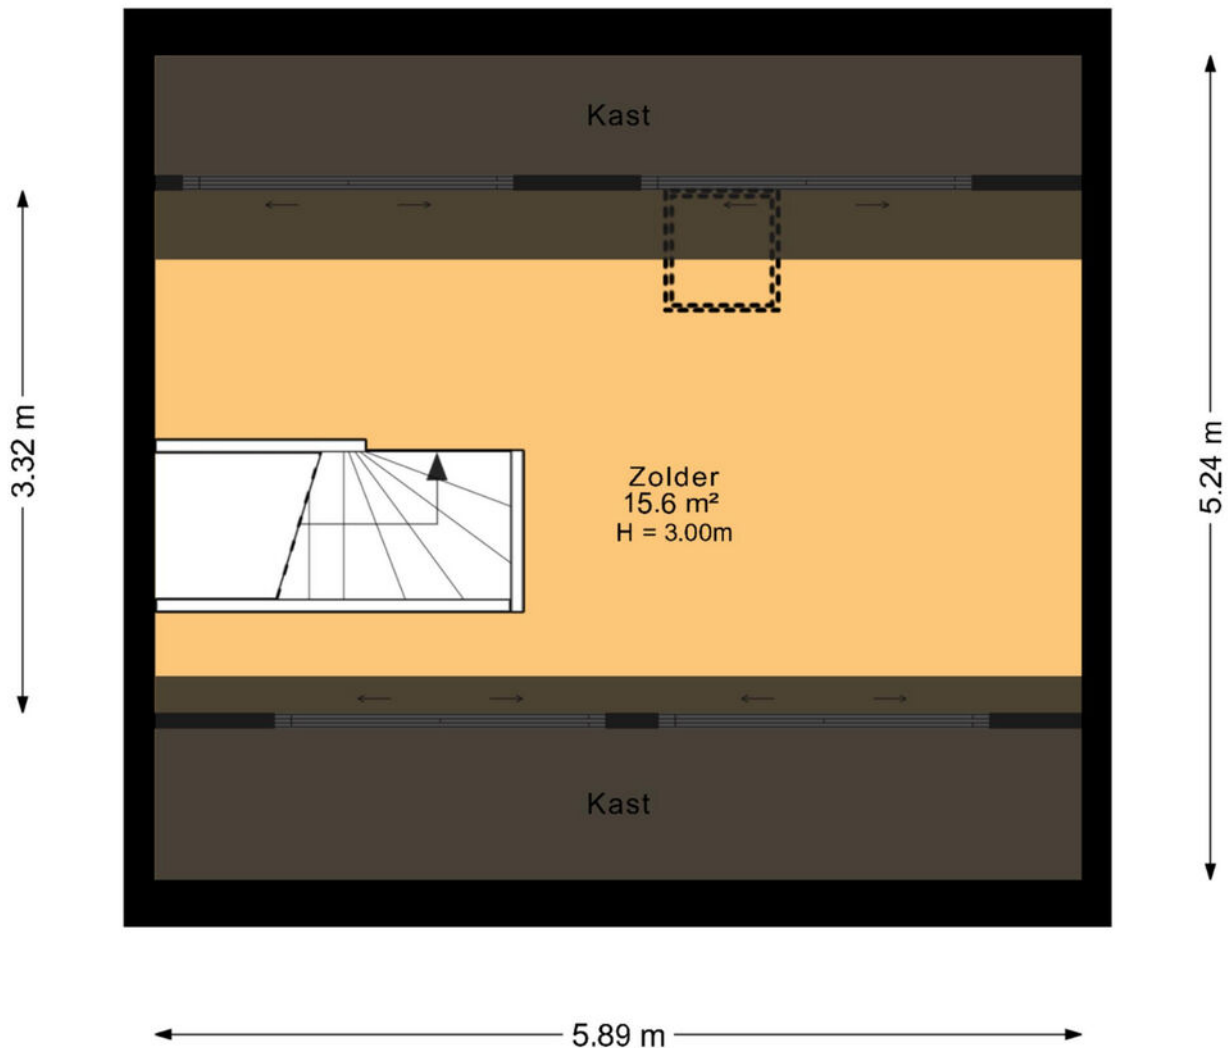 Kast
3.32 m
5.24 m
Zolder
15.6 m²
H = 3.00m
Kast
5.89 m